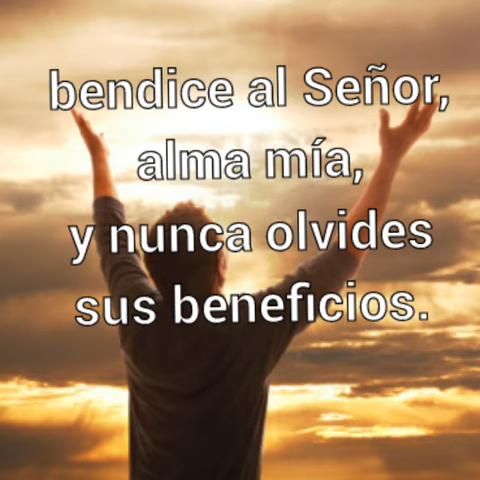 bendice al Señor,
alma mía,
y nunca olvides
sus beneficios.